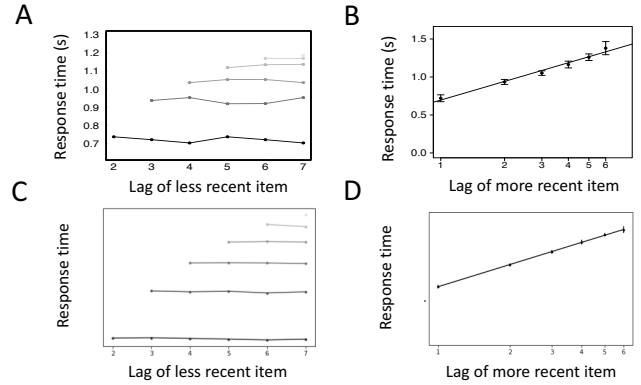 A
Response time (s)
1.3
1.2
1.1
1.0
0.9
0.8
0.7
2 3 4 5 6 7
Lag of less recent item
B
Response time (s)
1.5
1.0
0.5
0.0
1 2 3 4 5 6
Lag of more recent item
C
Response time
2 3 4 5 6 7
Lag of less recent item
D
Response time
1 2 3 4 5 6
Lag of more recent item